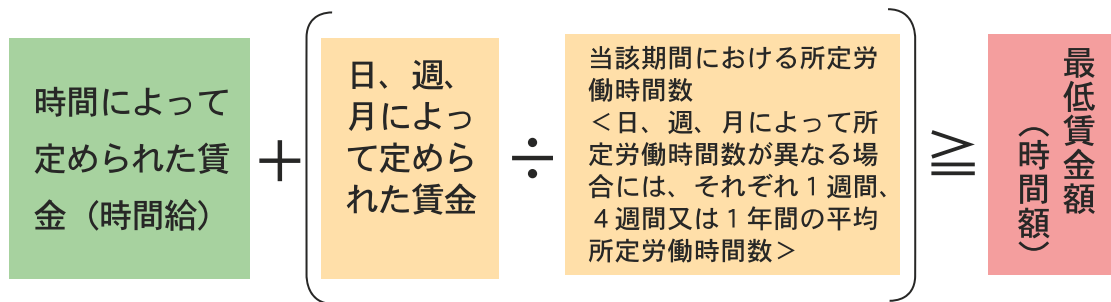 時間によって
定められた賃
金（時間給）
＋
日、週、
月によっ
て定めら
れた賃金
÷
当該期間における所定労
働時間数
＜日、週、月によって所
定労働時間数が異なる場
合には、それぞれ１週間、
４週間又は１年間の平均
所定労働時間数＞
≧
最低賃金額
（時間額）